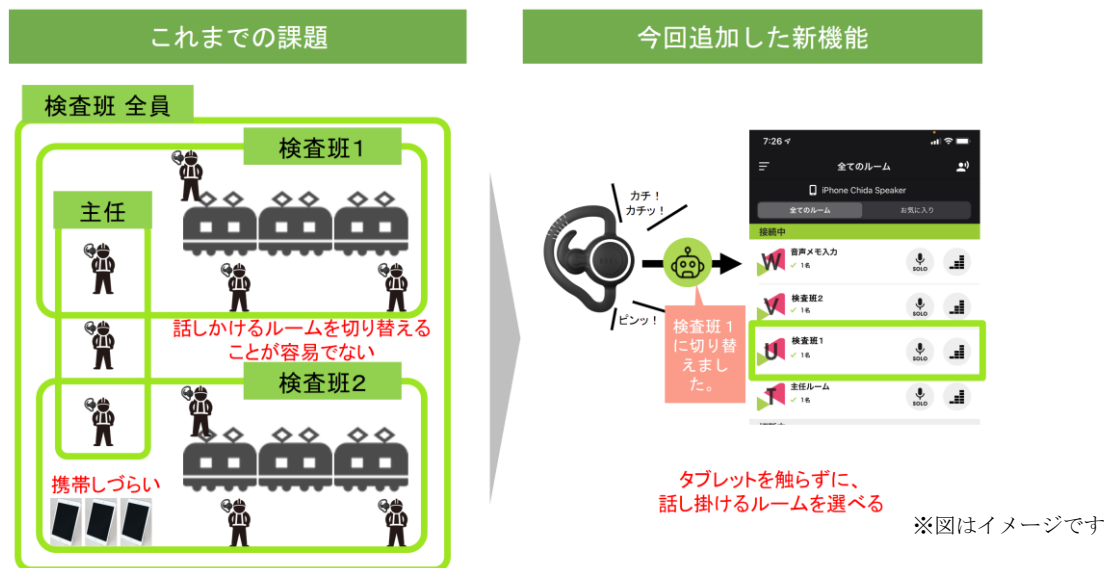 これまでの課題
検査班 全員
検査班1
主任
話しかけるルームを切り替える
ことが容易でない
検査班2
携帯しづらい
今回追加した新機能
カチ！
カチッ！
ピンッ！
検査班１
に切り替
えまし
た。
7:26
全てのルーム
iPhone Chida Speaker
全てのルーム
お気に入り
接続中
W
音声メモ入力
✓ 1名
SOLO
V
検査班2
✓ 1名
SOLO
U
検査班1
✓ 1名
SOLO
T
主任ルーム
✓ 1名
SOLO
タブレットを触らずに、
話し掛けるルームを選べる
※図はイメージです